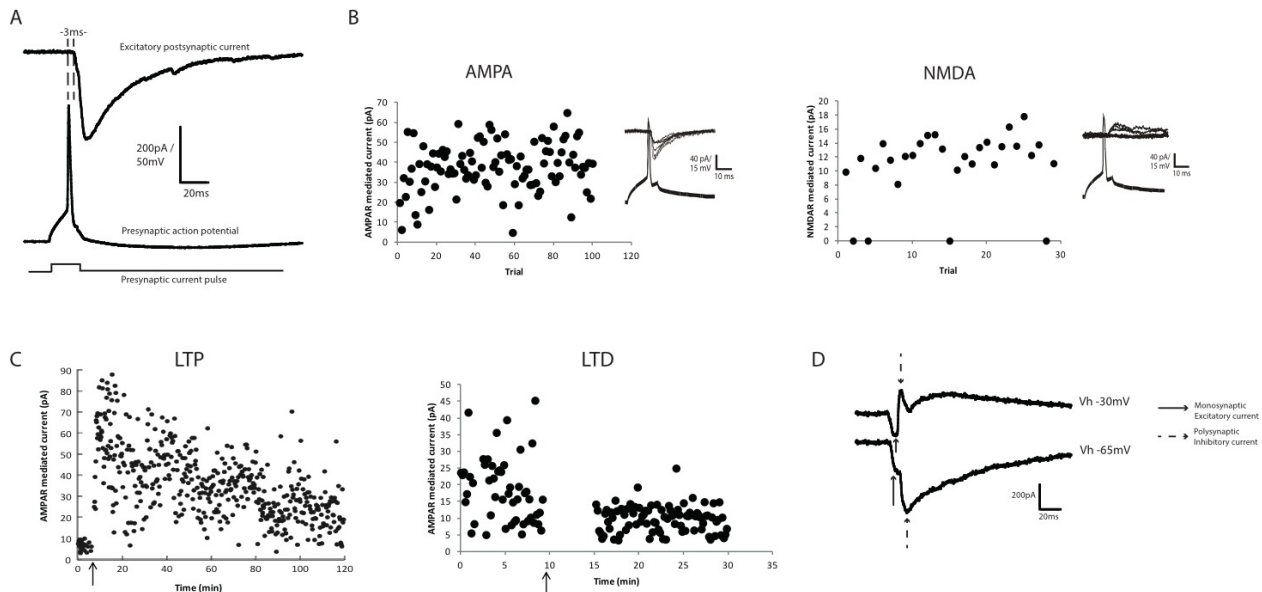 A
-3ms-
Excitatory postsynaptic current
200pA /
50mV
20ms
Presynaptic action potential
Presynaptic current pulse
B
AMPA
AMPAR mediated current (pA)
70
60
50
40
30
20
10
0
0 20 40 60 80 100 120
Trial
40 pA/
15 mV
10 ms
NMDA
NMDAR mediated current (pA)
20
18
16
14
12
10
8
6
4
2
0
0 10 20 30
Trial
40 pA/
15 mV
10 ms
C
LTP
AMPAR mediated current (pA)
90
80
70
60
50
40
30
20
10
0
0 20 40 60 80 100 120
Time (min)
LTD
AMPAR mediated current (pA)
50
45
40
35
30
25
20
15
10
5
0
0 5 10 15 20 25 30 35
Time (min)
D
Vh -30mV
Vh -65mV
200pA
20ms
Monosynaptic
Excitatory current
Polysynaptic
Inhibitory current